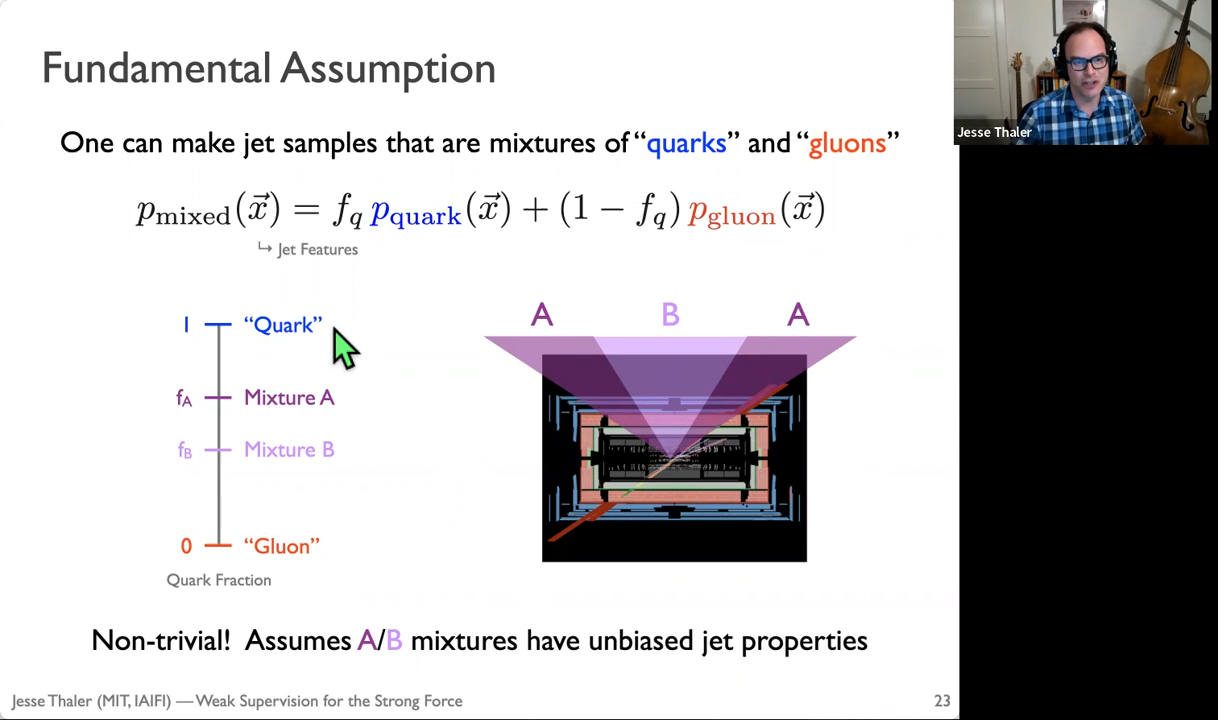 Fundamental Assumption
One can make jet samples that are mixtures of “quarks” and “gluons”
p_mixed(x⃗) = f_q p_quark(x⃗) + (1 − f_q) p_gluon(x⃗)
↳ Jet Features
A B A
1 “Quark”
f_A Mixture A
f_B Mixture B
0 “Gluon”
Quark Fraction
Non-trivial! Assumes A/B mixtures have unbiased jet properties
Jesse Thaler (MIT, IAIFI) — Weak Supervision for the Strong Force
23
Jesse Thaler